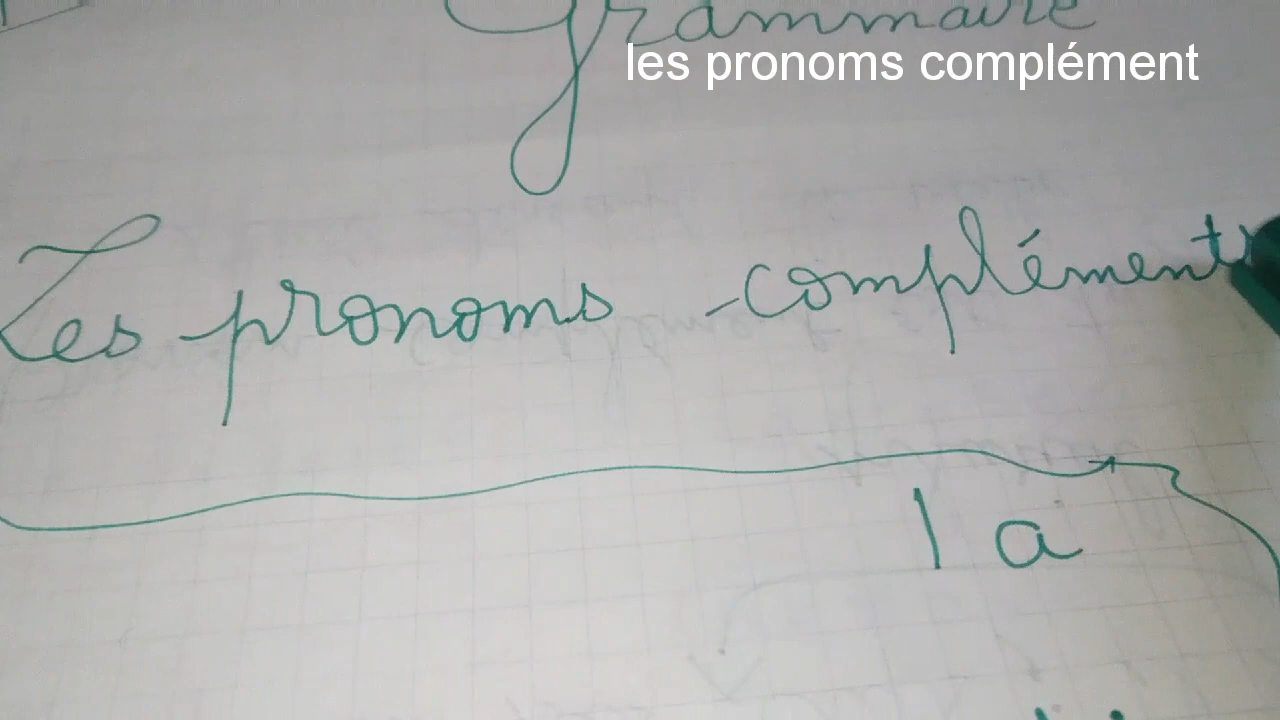 Grammaire
les pronoms complément
Les pronoms complément
la